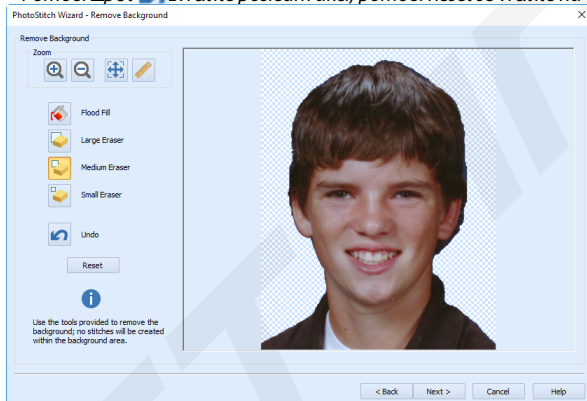 PhotoStitch Wizard - Remove Background
Remove Background
Zoom
Flood Fill
Large Eraser
Medium Eraser
Small Eraser
Undo
Reset
Use the tools provided to remove the
background; no stitches will be created
within the background area.
< Back Next > Cancel Help